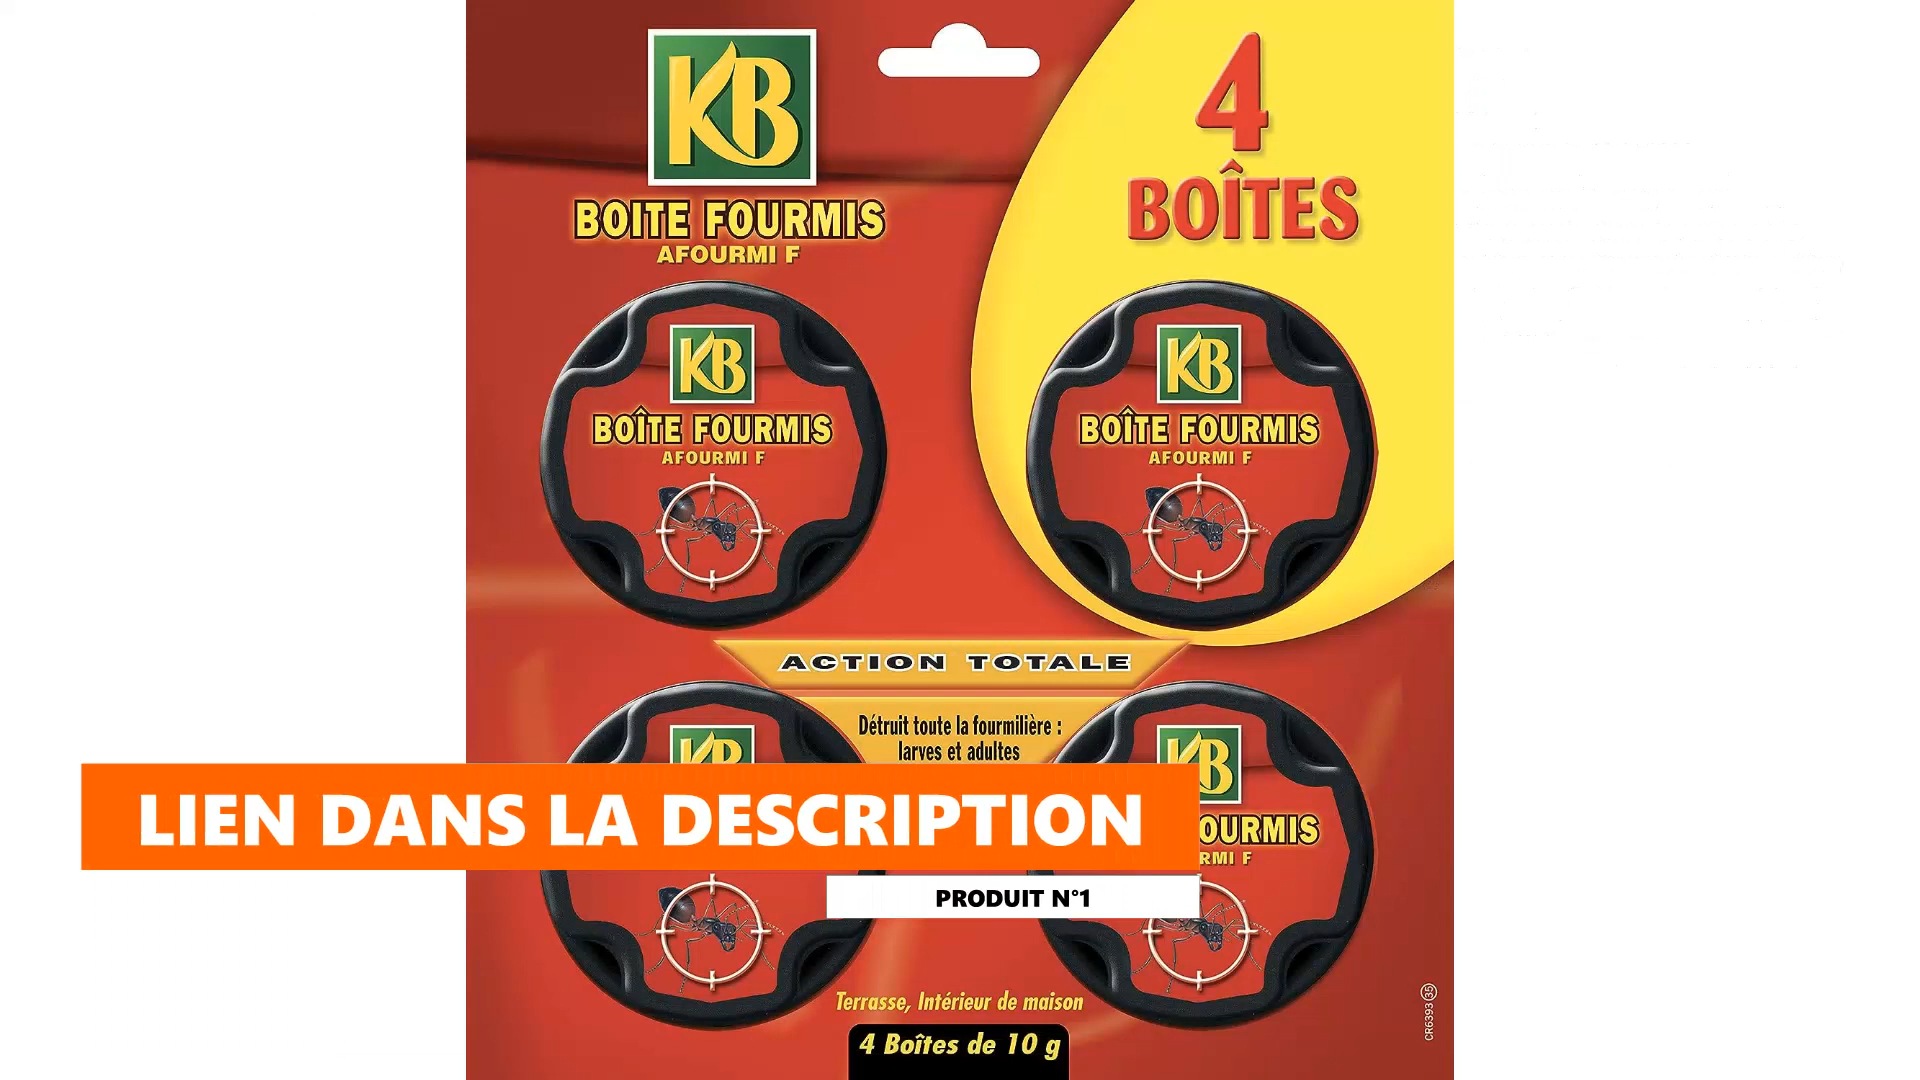 KB
4
BOÎTES
BOITE FOURMIS
AFOURMI F
KB
BOÎTE FOURMIS
AFOURMI F
KB
BOÎTE FOURMIS
AFOURMI F
ACTION TOTALE
Détruit toute la fourmilière :
larves et adultes
KB
KB
LIEN DANS LA DESCRIPTION
OURMIS
RMI F
PRODUIT N°1
Terrasse, Intérieur de maison
4 Boîtes de 10 g
CR6393 35